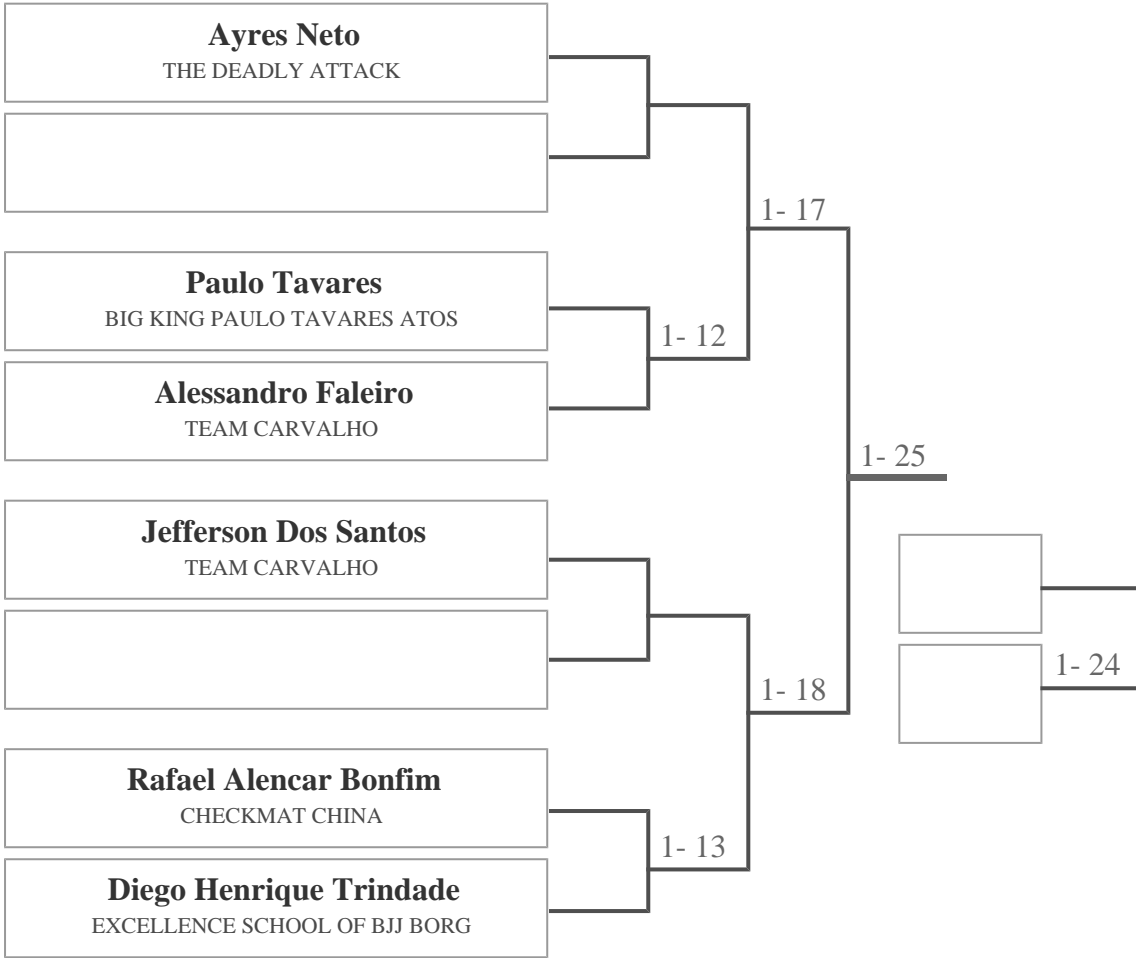 Ayres Neto
THE DEADLY ATTACK
1- 17
Paulo Tavares
BIG KING PAULO TAVARES ATOS
1- 12
Alessandro Faleiro
TEAM CARVALHO
1- 25
Jefferson Dos Santos
TEAM CARVALHO
1- 24
1- 18
Rafael Alencar Bonfim
CHECKMAT CHINA
1- 13
Diego Henrique Trindade
EXCELLENCE SCHOOL OF BJJ BORG